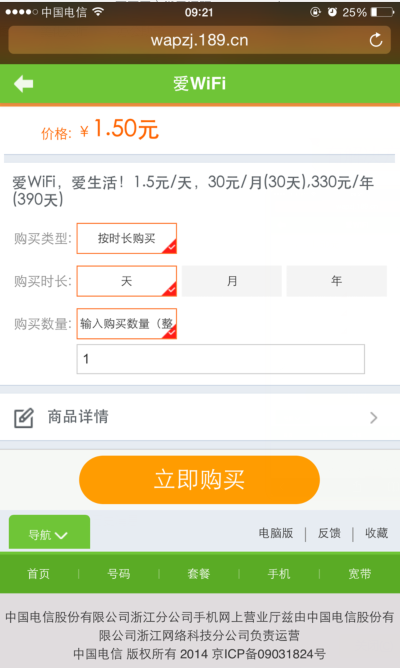 中国电信 09:21 25%
wapzj.189.cn
爱WiFi
价格: ¥ 1.50元
爱WiFi，爱生活！1.5元/天，30元/月(30天),330元/年
(390天)
购买类型: 按时长购买
购买时长: 天 月 年
购买数量: 输入购买数量（整
1
商品详情
立即购买
导航 电脑版 | 反馈 | 收藏
首页 | 号码 | 套餐 | 手机 | 宽带
中国电信股份有限公司浙江分公司手机网上营业厅兹由中国电信股份有
限公司浙江网络科技分公司负责运营
中国电信 版权所有 2014 京ICP备09031824号